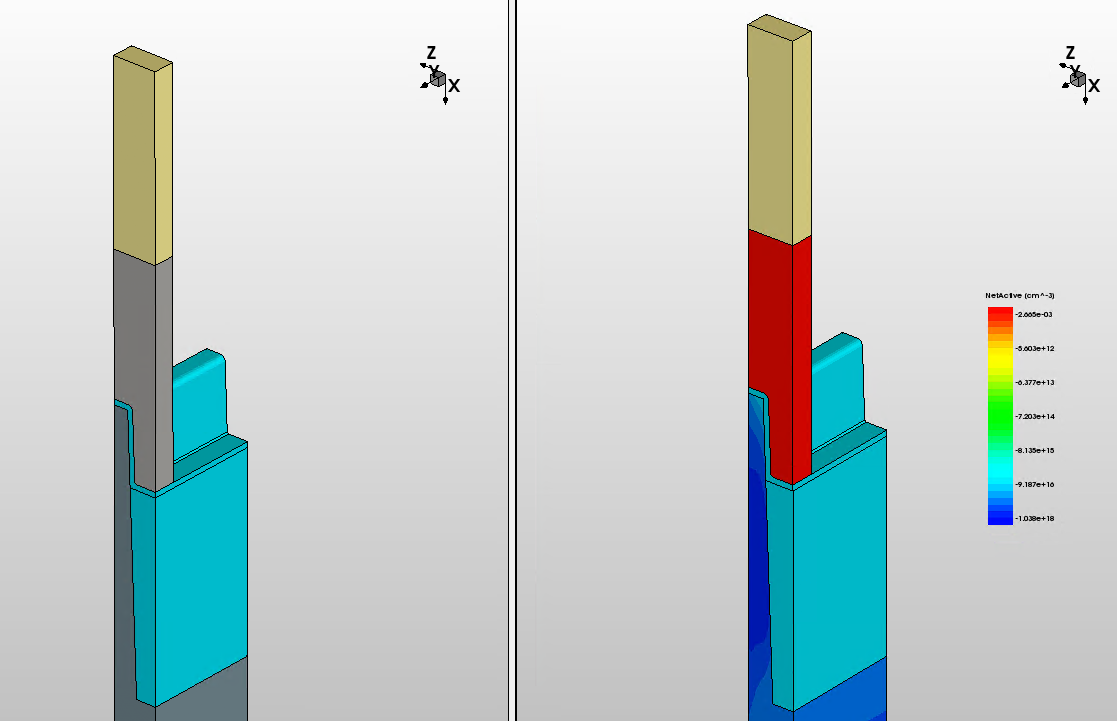 Z
Y
X
Z
Y
X
NetActive (cm^-3)
-2.665e-03
-5.603e+12
-6.377e+13
-7.203e+14
-8.135e+15
-9.187e+16
-1.038e+18